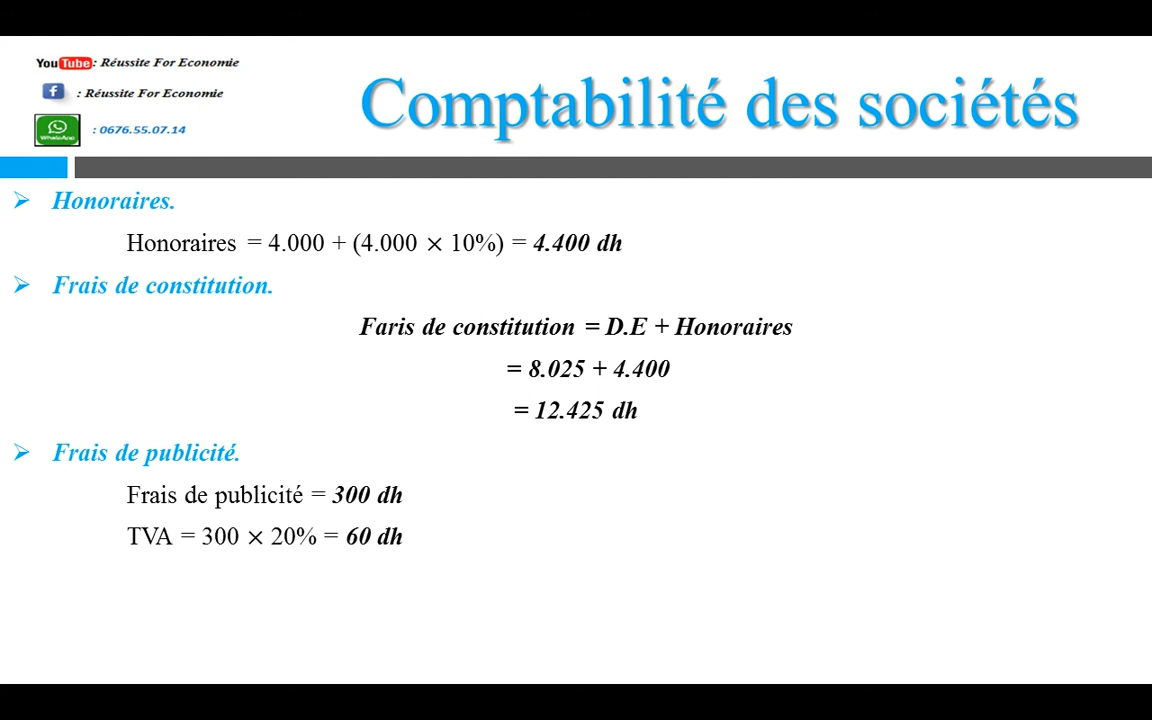 YouTube : Réussite For Economie
f : Réussite For Economie
WhatsApp : 0676.55.07.14
Comptabilité des sociétés
➢ Honoraires.
Honoraires = 4.000 + (4.000 × 10%) = 4.400 dh
➢ Frais de constitution.
Faris de constitution = D.E + Honoraires
= 8.025 + 4.400
= 12.425 dh
➢ Frais de publicité.
Frais de publicité = 300 dh
TVA = 300 × 20% = 60 dh